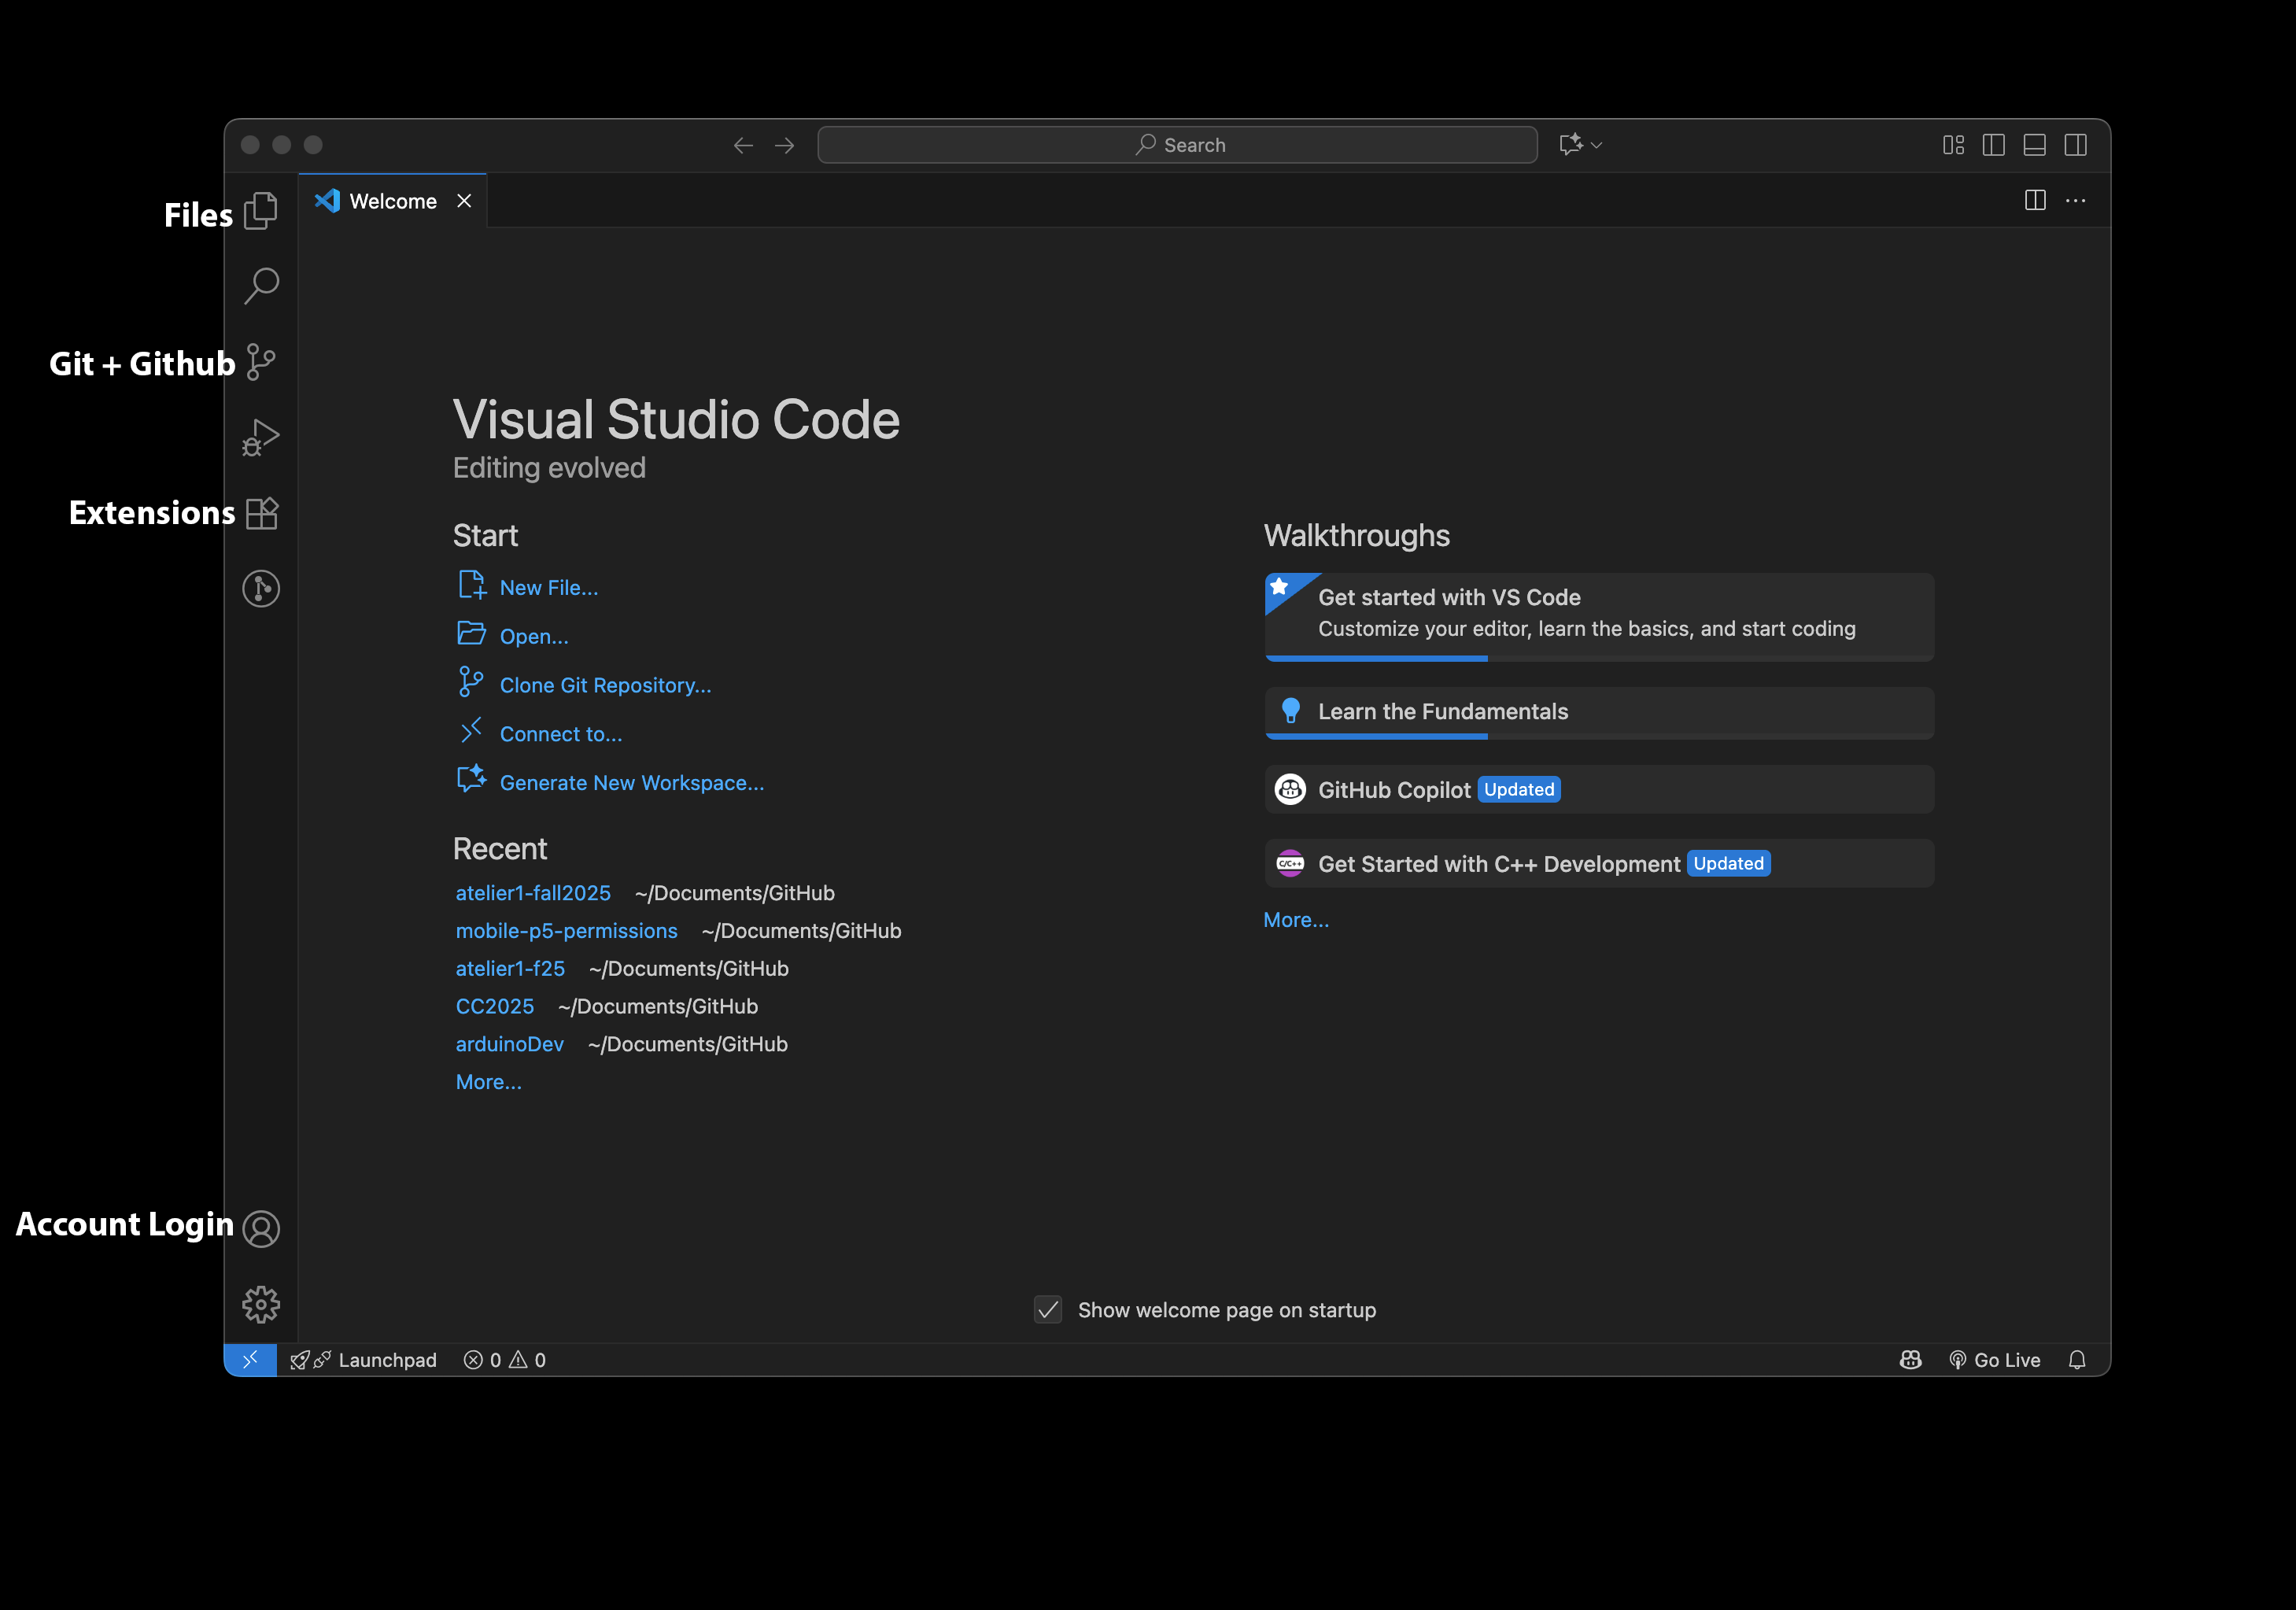 Search
Files
Welcome
Git + Github
Extensions
Visual Studio Code
Editing evolved
Start
New File...
Open...
Clone Git Repository...
Connect to...
Generate New Workspace...
Recent
atelier1-fall2025 ~/Documents/GitHub
mobile-p5-permissions ~/Documents/GitHub
atelier1-f25 ~/Documents/GitHub
CC2025 ~/Documents/GitHub
arduinoDev ~/Documents/GitHub
More...
Walkthroughs
Get started with VS Code
Customize your editor, learn the basics, and start coding
Learn the Fundamentals
GitHub Copilot Updated
C/C++ Get Started with C++ Development Updated
More...
Account Login
Show welcome page on startup
Launchpad 0 0 Go Live